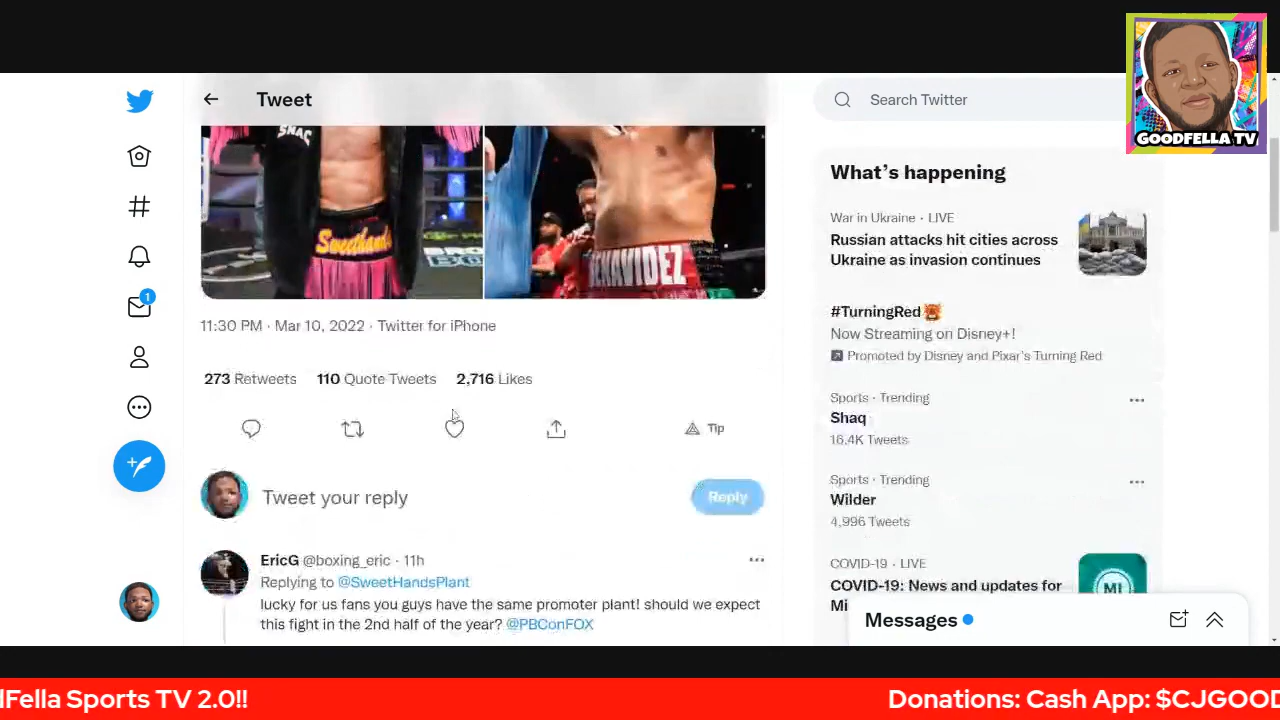 Tweet
Search Twitter
GOODFELLA TV
SNAC
Sweethands
BENAVIDEZ
11:30 PM · Mar 10, 2022 · Twitter for iPhone
273 Retweets 110 Quote Tweets 2,716 Likes
Tip
Tweet your reply
Reply
EricG @boxing_eric · 11h
Replying to @SweetHandsPlant
lucky for us fans you guys have the same promoter plant! should we expect
this fight in the 2nd half of the year? @PBConFOX
What's happening
War in Ukraine · LIVE
Russian attacks hit cities across
Ukraine as invasion continues
#TurningRed
Now Streaming on Disney+!
Promoted by Disney and Pixar's Turning Red
Sports · Trending
Shaq
16.4K Tweets
Sports · Trending
Wilder
4,996 Tweets
COVID-19 · LIVE
COVID-19: News and updates for
Mi
MI
Messages
1
dFella Sports TV 2.0!!
Donations: Cash App: $CJGOOD